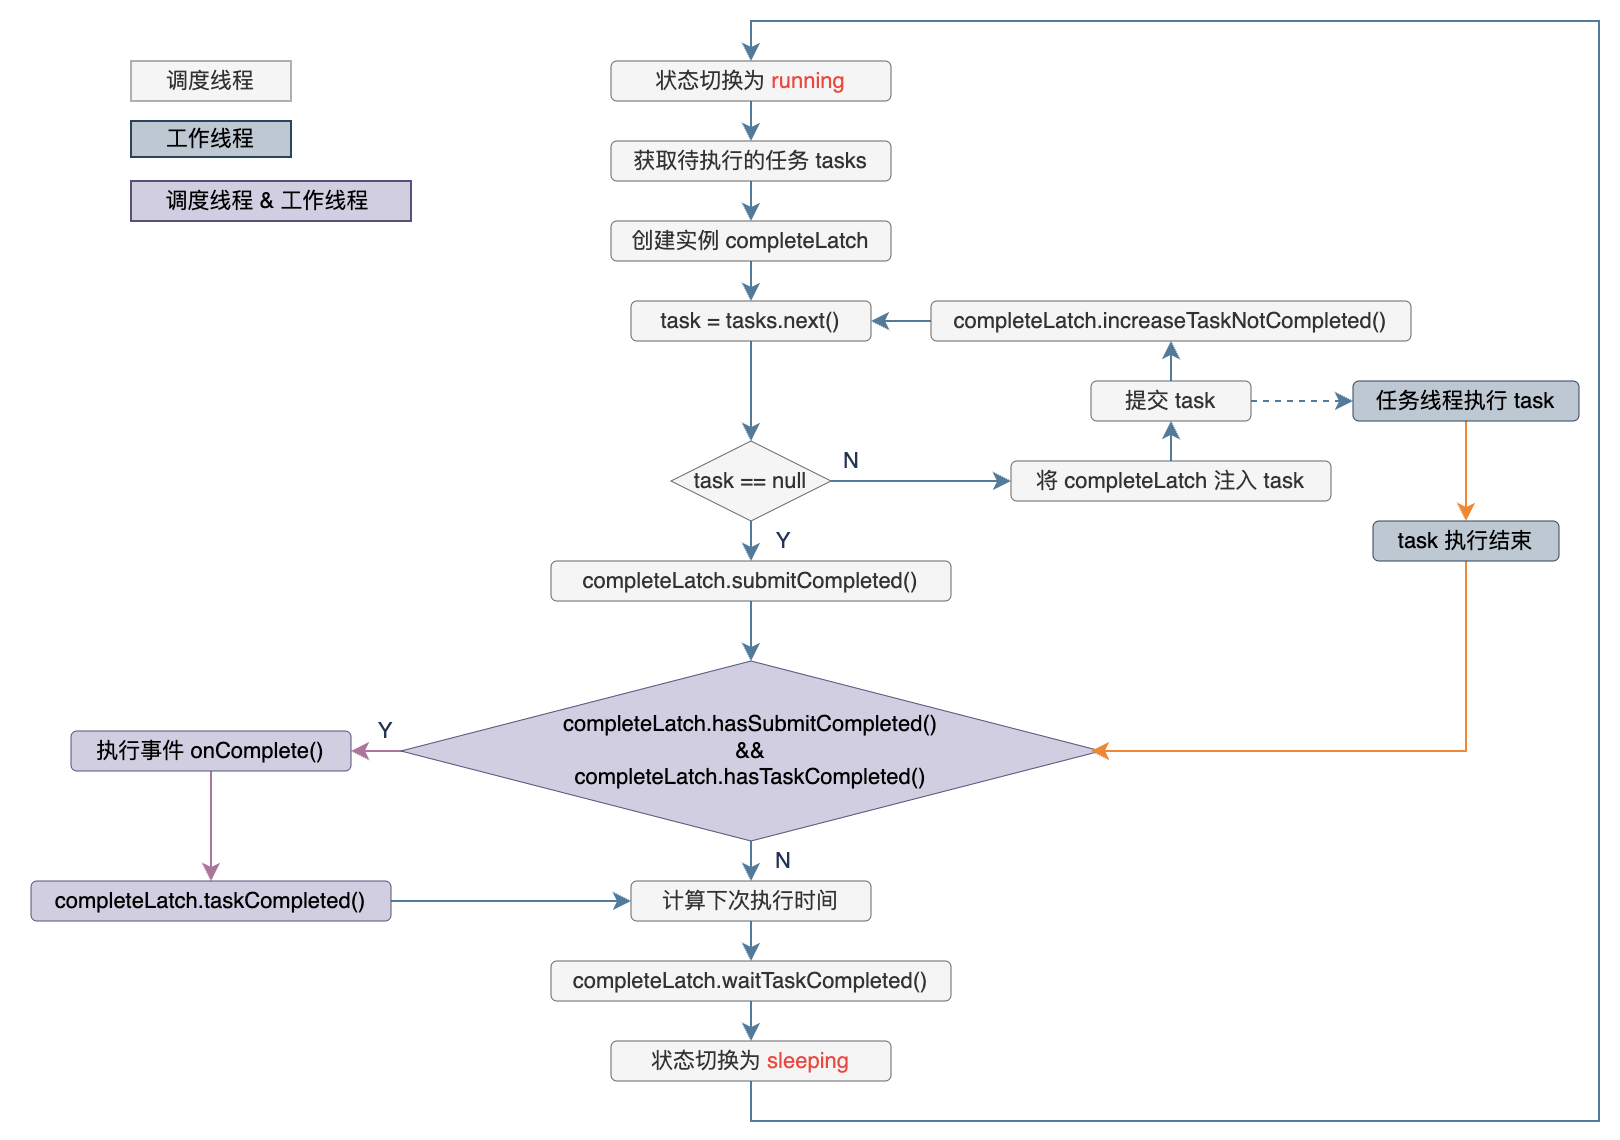 调度线程
工作线程
调度线程 & 工作线程
状态切换为 running
获取待执行的任务 tasks
创建实例 completeLatch
task = tasks.next()
completeLatch.increaseTaskNotCompleted()
提交 task
任务线程执行 task
task == null
N
将 completeLatch 注入 task
Y
task 执行结束
completeLatch.submitCompleted()
completeLatch.hasSubmitCompleted()
&&
completeLatch.hasTaskCompleted()
Y
执行事件 onComplete()
N
completeLatch.taskCompleted()
计算下次执行时间
completeLatch.waitTaskCompleted()
状态切换为 sleeping